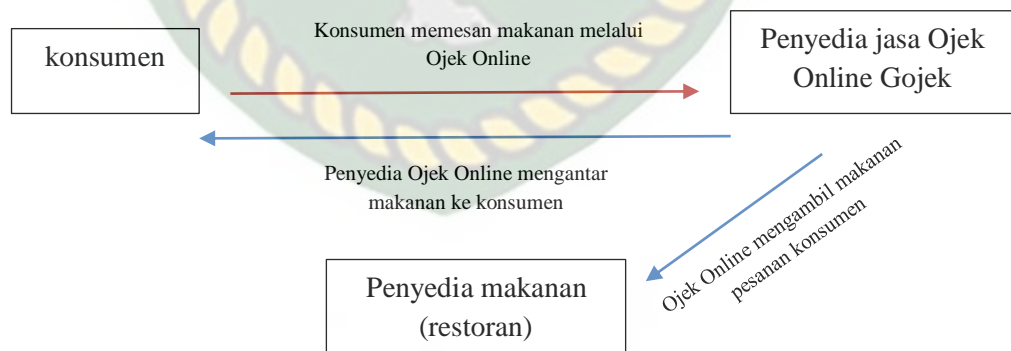 konsumen
Konsumen memesan makanan melalui
Ojek Online
Penyedia jasa Ojek
Online Gojek
Penyedia Ojek Online mengantar
makanan ke konsumen
Ojek Online mengambil makanan
pesanan konsumen
Penyedia makanan
(restoran)